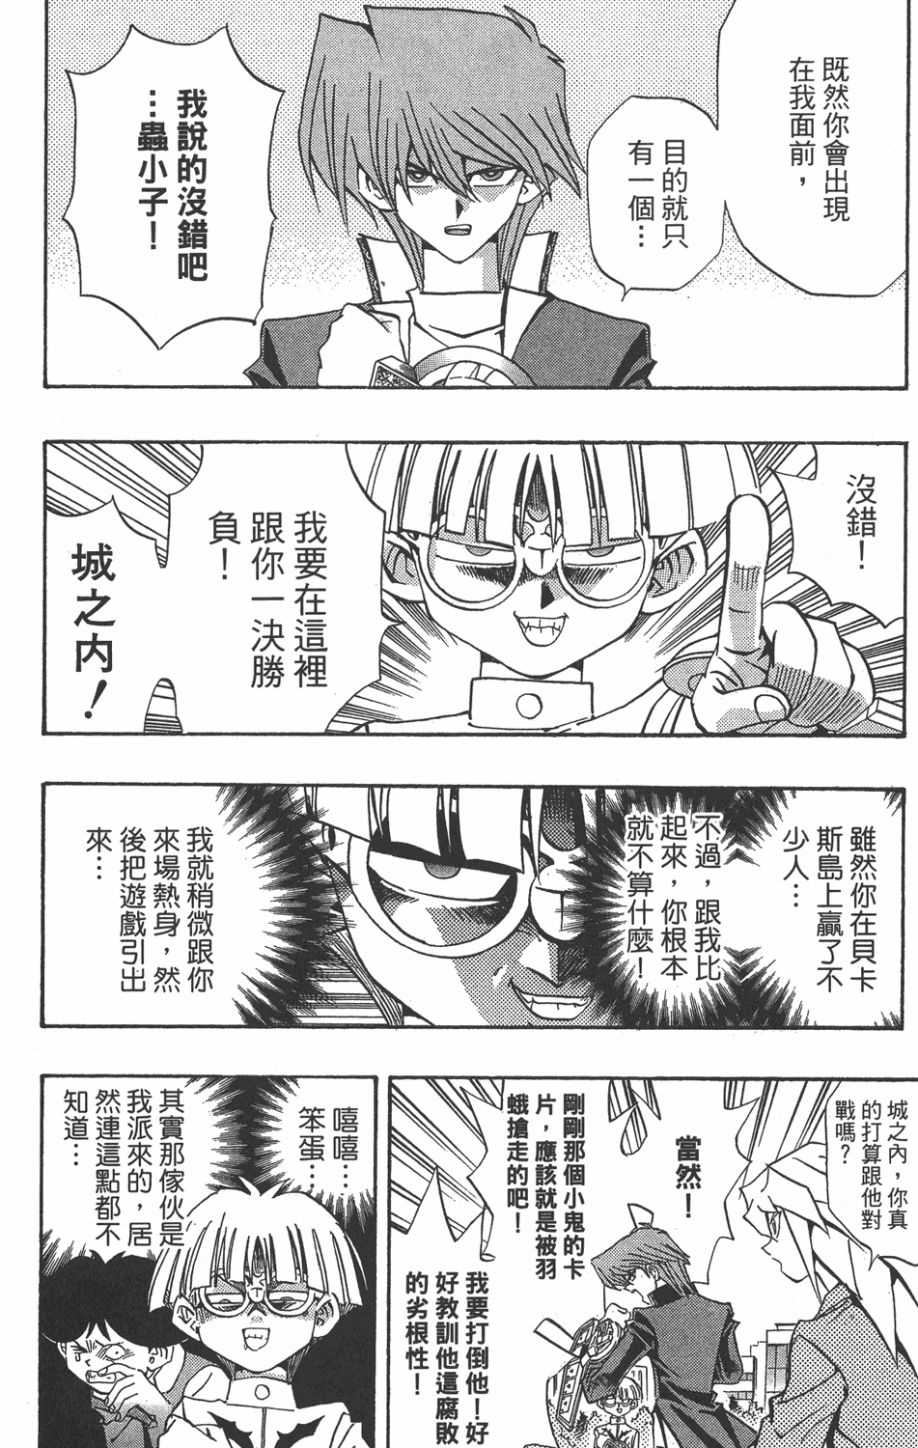 既然你會出現
在我面前，
目的就只
有一個…
我說的沒錯吧
…蟲小子！
沒錯！
我要在這裡
跟你一決勝
負！
城之內！
雖然你在貝卡
斯島上贏了不
少人…
不過，跟我比
起來，你根本
就不算什麼！
我就稍微跟你
來場熱身，然
後把遊戲引出
來…
城之內，你真
的打算跟他對
戰嗎？
當然！
剛剛那個小鬼的卡
片，應該就是被羽
蛾搶走的吧！
我要打倒他！好
好教訓他這腐敗
的劣根性！
嘻嘻…
笨蛋…
其實那傢伙是
我派來的，居
然連這點都不
知道…